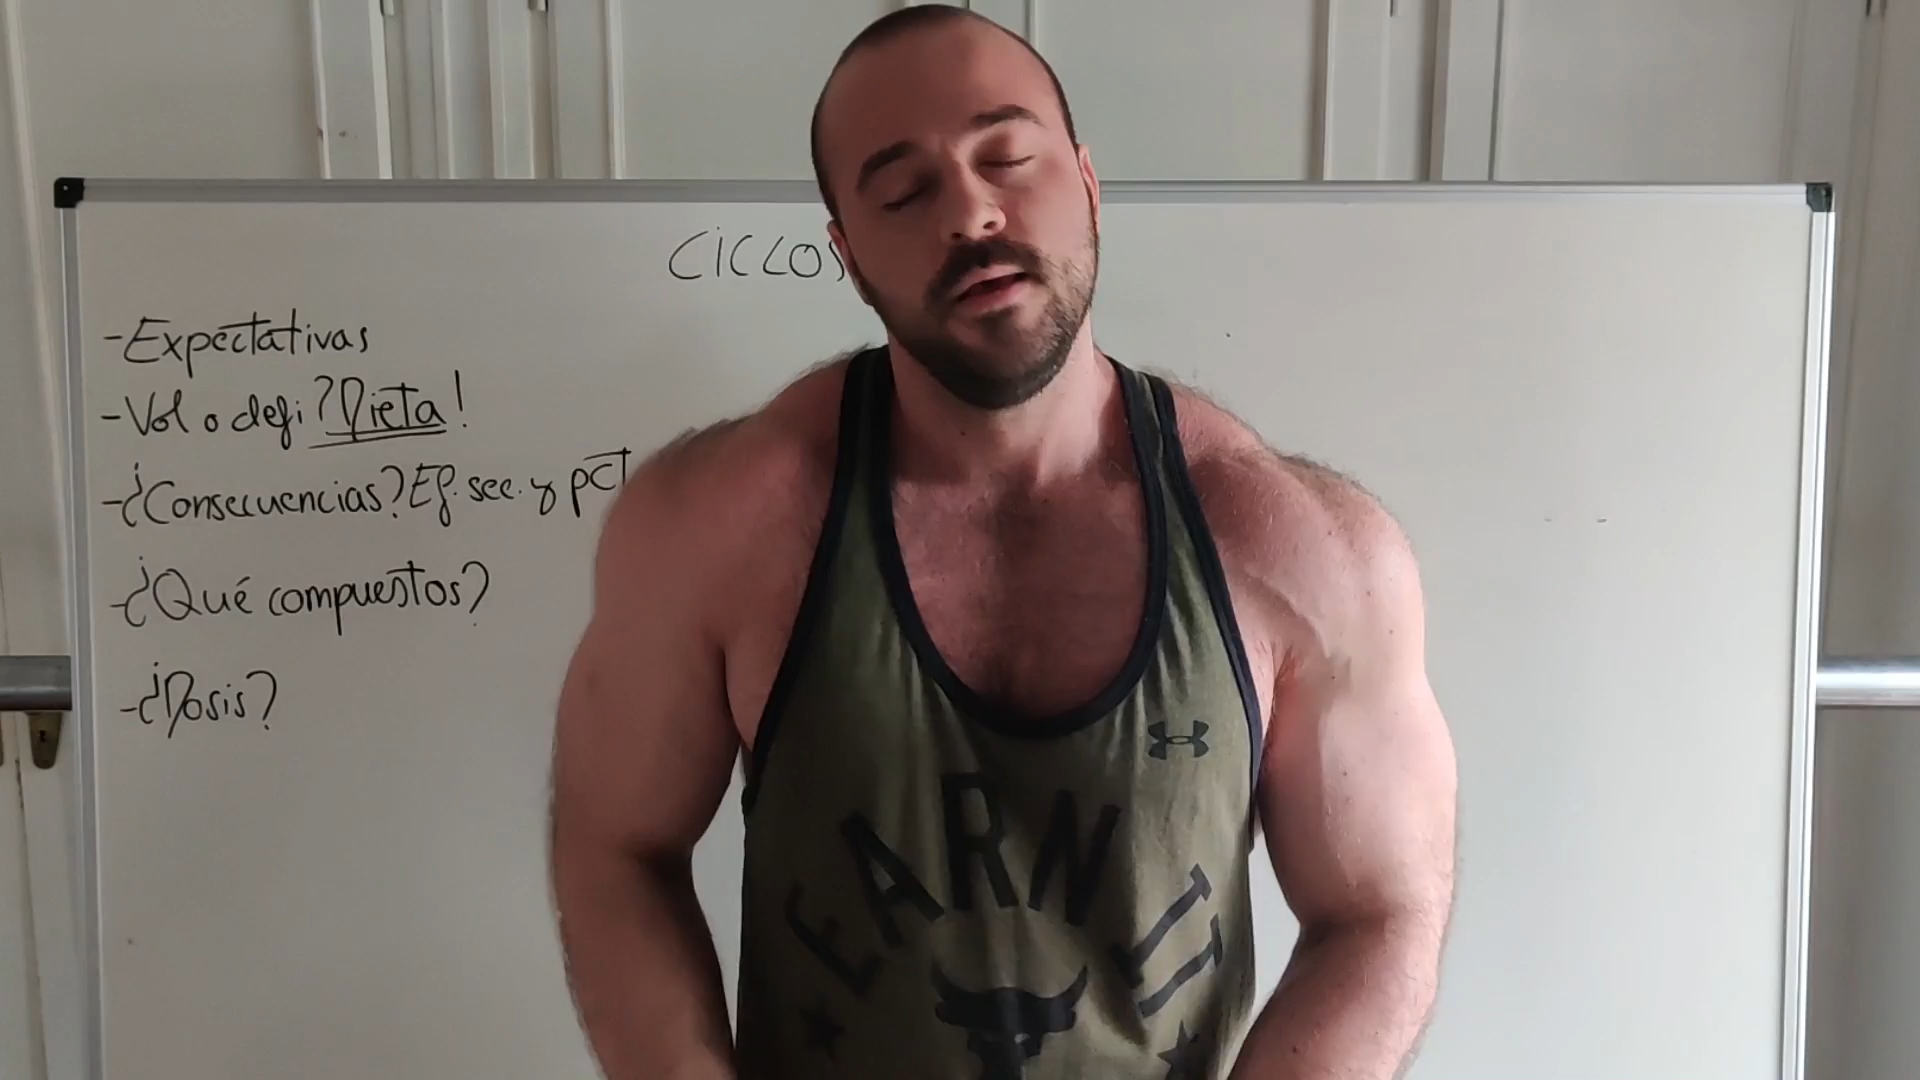 CICLOS
-Expectativas
-Vol o defi? Dieta!
-¿Consecuencias? Ef. sec. y PCT
-¿Qué compuestos?
-¿Dosis?
EARN IT